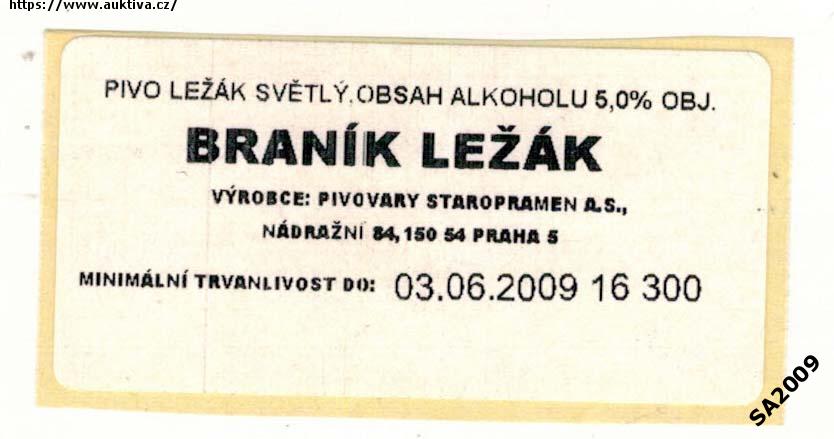 https://www.auktiva.cz/
PIVO LEŽÁK SVĚTLÝ.OBSAH ALKOHOLU 5,0% OBJ.
BRANÍK LEŽÁK
VÝROBCE: PIVOVARY STAROPRAMEN A.S.,
NÁDRAŽNÍ 84,150 54 PRAHA 5
MINIMÁLNÍ TRVANLIVOST DO: 03.06.2009 16 300
SA2009